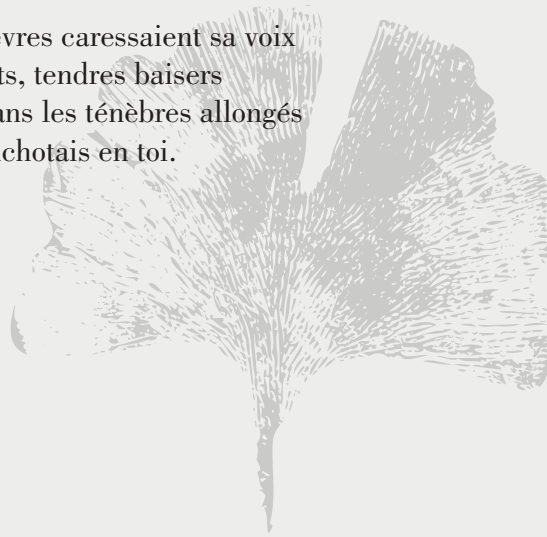 vres caressaient sa voix
ts, tendres baisers
ans les ténèbres allongés
chotais en toi.